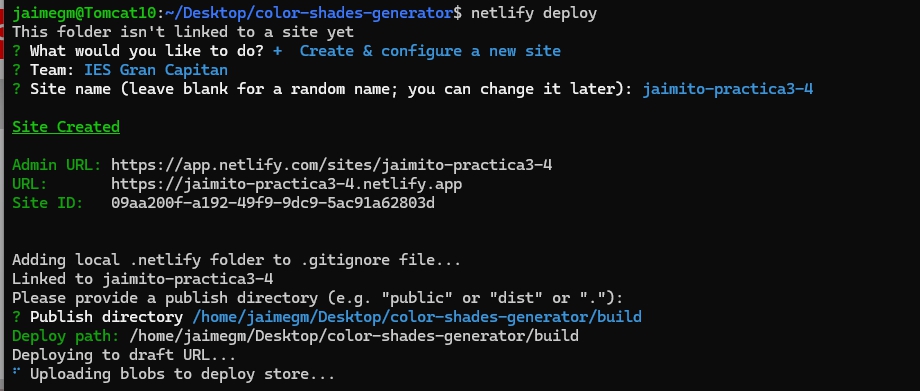 jaimegm@Tomcat10:~/Desktop/color-shades-generator$ netlify deploy
This folder isn't linked to a site yet
? What would you like to do? +  Create & configure a new site
? Team: IES Gran Capitan
? Site name (leave blank for a random name; you can change it later): jaimito-practica3-4
Site Created
Admin URL: https://app.netlify.com/sites/jaimito-practica3-4
URL:       https://jaimito-practica3-4.netlify.app
Site ID:   09aa200f-a192-49f9-9dc9-5ac91a62803d
Adding local .netlify folder to .gitignore file...
Linked to jaimito-practica3-4
Please provide a publish directory (e.g. "public" or "dist" or "."):
? Publish directory /home/jaimegm/Desktop/color-shades-generator/build
Deploy path: /home/jaimegm/Desktop/color-shades-generator/build
Deploying to draft URL...
⠋ Uploading blobs to deploy store...